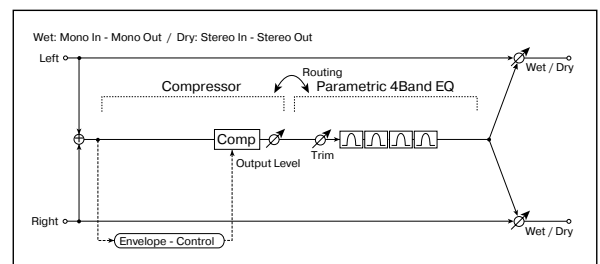 Wet: Mono In - Mono Out / Dry: Stereo In - Stereo Out
Left
Wet / Dry
Routing
Compressor
Parametric 4Band EQ
Comp
Output Level
Trim
Right
Wet / Dry
Envelope - Control